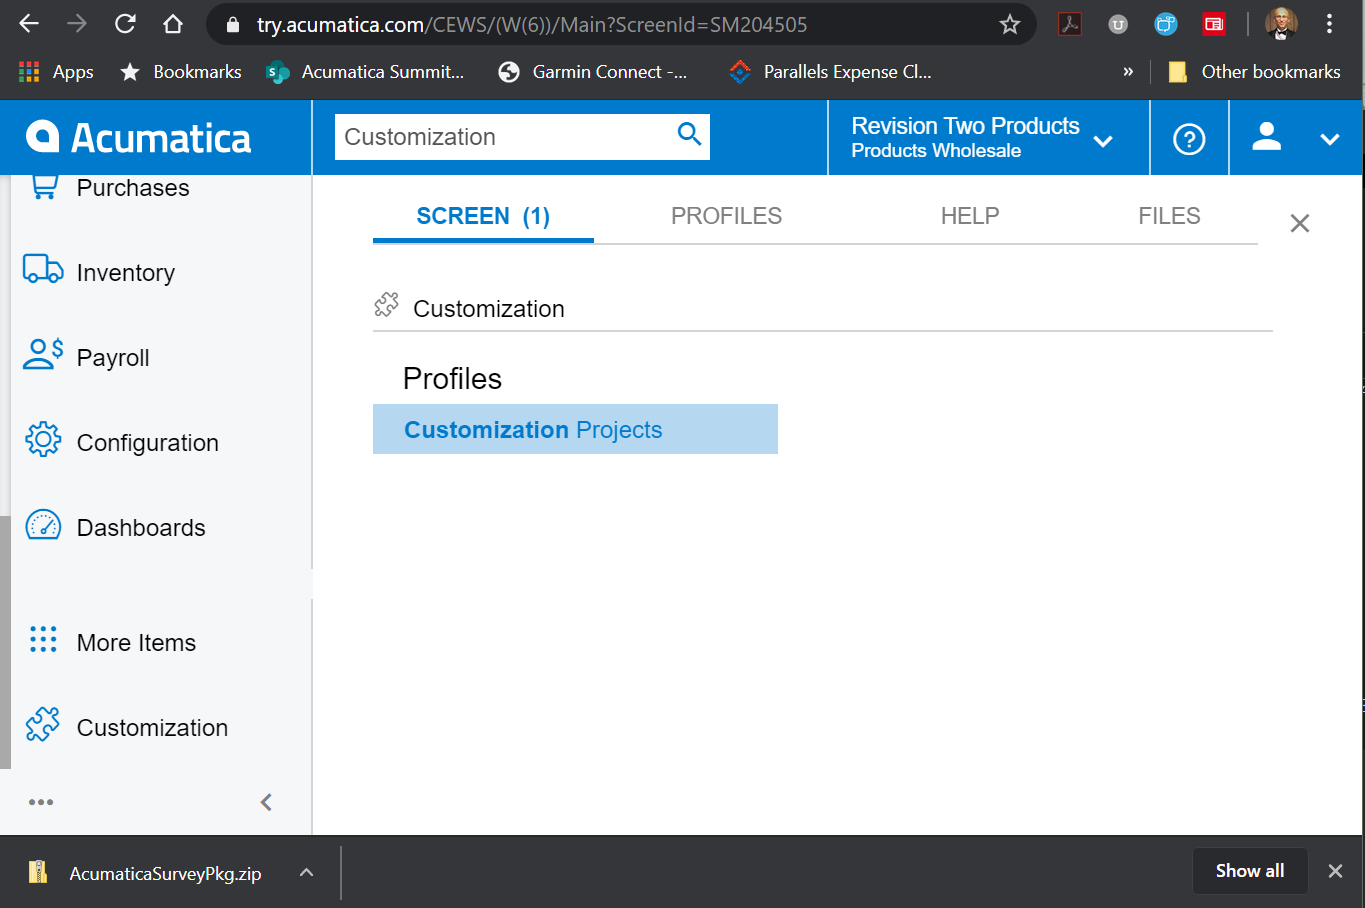 try.acumatica.com/CEWS/(W(6))/Main?ScreenId=SM204505
Apps Bookmarks Acumatica Summit... Garmin Connect -... Parallels Expense Cl... » Other bookmarks
Acumatica
Customization
Revision Two Products
Products Wholesale
Purchases
Inventory
Payroll
Configuration
Dashboards
More Items
Customization
SCREEN (1) PROFILES HELP FILES
Customization
Profiles
Customization Projects
AcumaticaSurveyPkg.zip
Show all